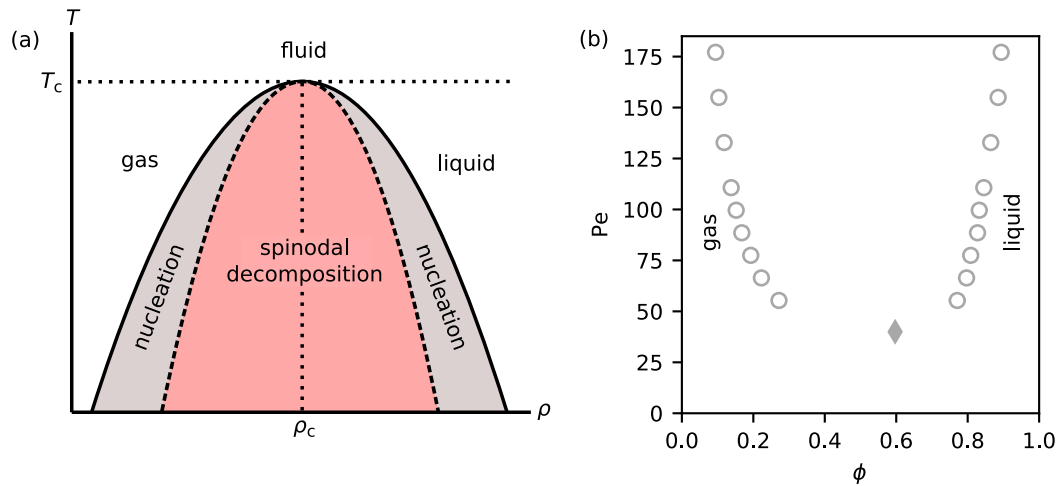 (a)
T
fluid
T_c
gas
liquid
nucleation
spinodal
decomposition
nucleation
ρ_c
ρ
(b)
Pe
175
150
125
100
75
50
25
0
gas
liquid
0.0 0.2 0.4 0.6 0.8 1.0
ϕ